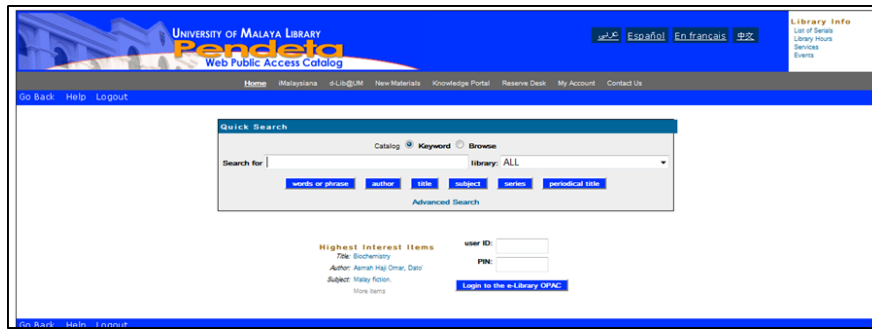 UNIVERSITY OF MALAYA LIBRARY
Pendeta
Web Public Access Catalog
عربى Español En français 中文
Library Info
List of Serials
Library Hours
Services
Events
Home iMalaysiana d-Lib@UM New Materials Knowledge Portal Reserve Desk My Account Contact Us
Go Back Help Logout
Quick Search
Catalog Keyword Browse
Search for library: ALL
words or phrase author title subject series periodical title
Advanced Search
Highest Interest Items
Title: Biochemistry
Author: Asmah Haji Omar, Dato'
Subject: Malay fiction.
More items
user ID:
PIN:
Login to the e-Library OPAC
Go Back Help Logout